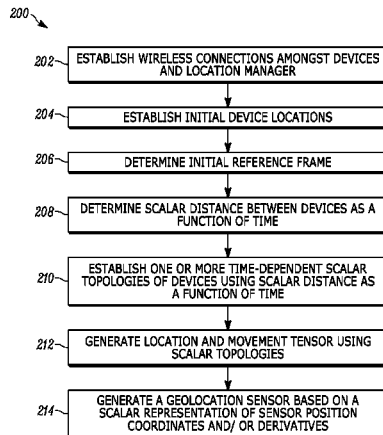 200
202
ESTABLISH WIRELESS CONNECTIONS AMONGST DEVICES
AND LOCATION MANAGER
204
ESTABLISH INITIAL DEVICE LOCATIONS
206
DETERMINE INITIAL REFERENCE FRAME
208
DETERMINE SCALAR DISTANCE BETWEEN DEVICES AS A
FUNCTION OF TIME
210
ESTABLISH ONE OR MORE TIME-DEPENDENT SCALAR
TOPOLOGIES OF DEVICES USING SCALAR DISTANCE AS
A FUNCTION OF TIME
212
GENERATE LOCATION AND MOVEMENT TENSOR USING
SCALAR TOPOLOGIES
214
GENERATE A GEOLOCATION SENSOR BASED ON A
SCALAR REPRESENTATION OF SENSOR POSITION
COORDINATES AND/ OR DERIVATIVES